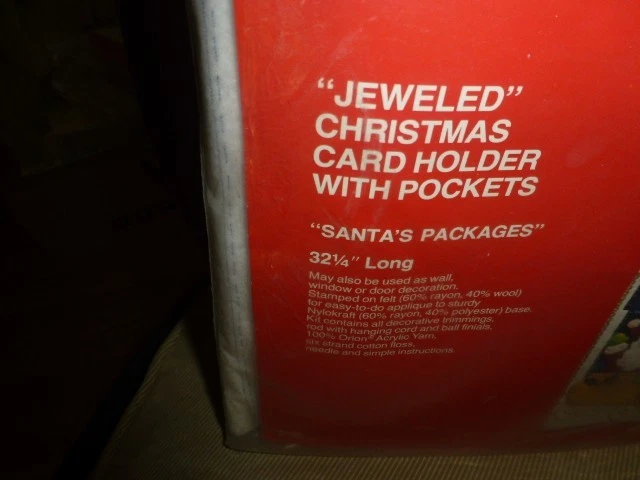 “JEWELED”
CHRISTMAS
CARD HOLDER
WITH POCKETS
“SANTA'S PACKAGES”
32¼” Long
May also be used as wall,
window or door decoration.
Stamped on felt (60% rayon, 40% wool)
for easy-to-do applique to sturdy
Nylokraft (60% rayon, 40% polyester) base.
Kit contains all decorative trimmings,
rod with hanging cord and ball finials,
100% Orlon® Acrylic Yarn,
six strand cotton floss,
needle and simple instructions.